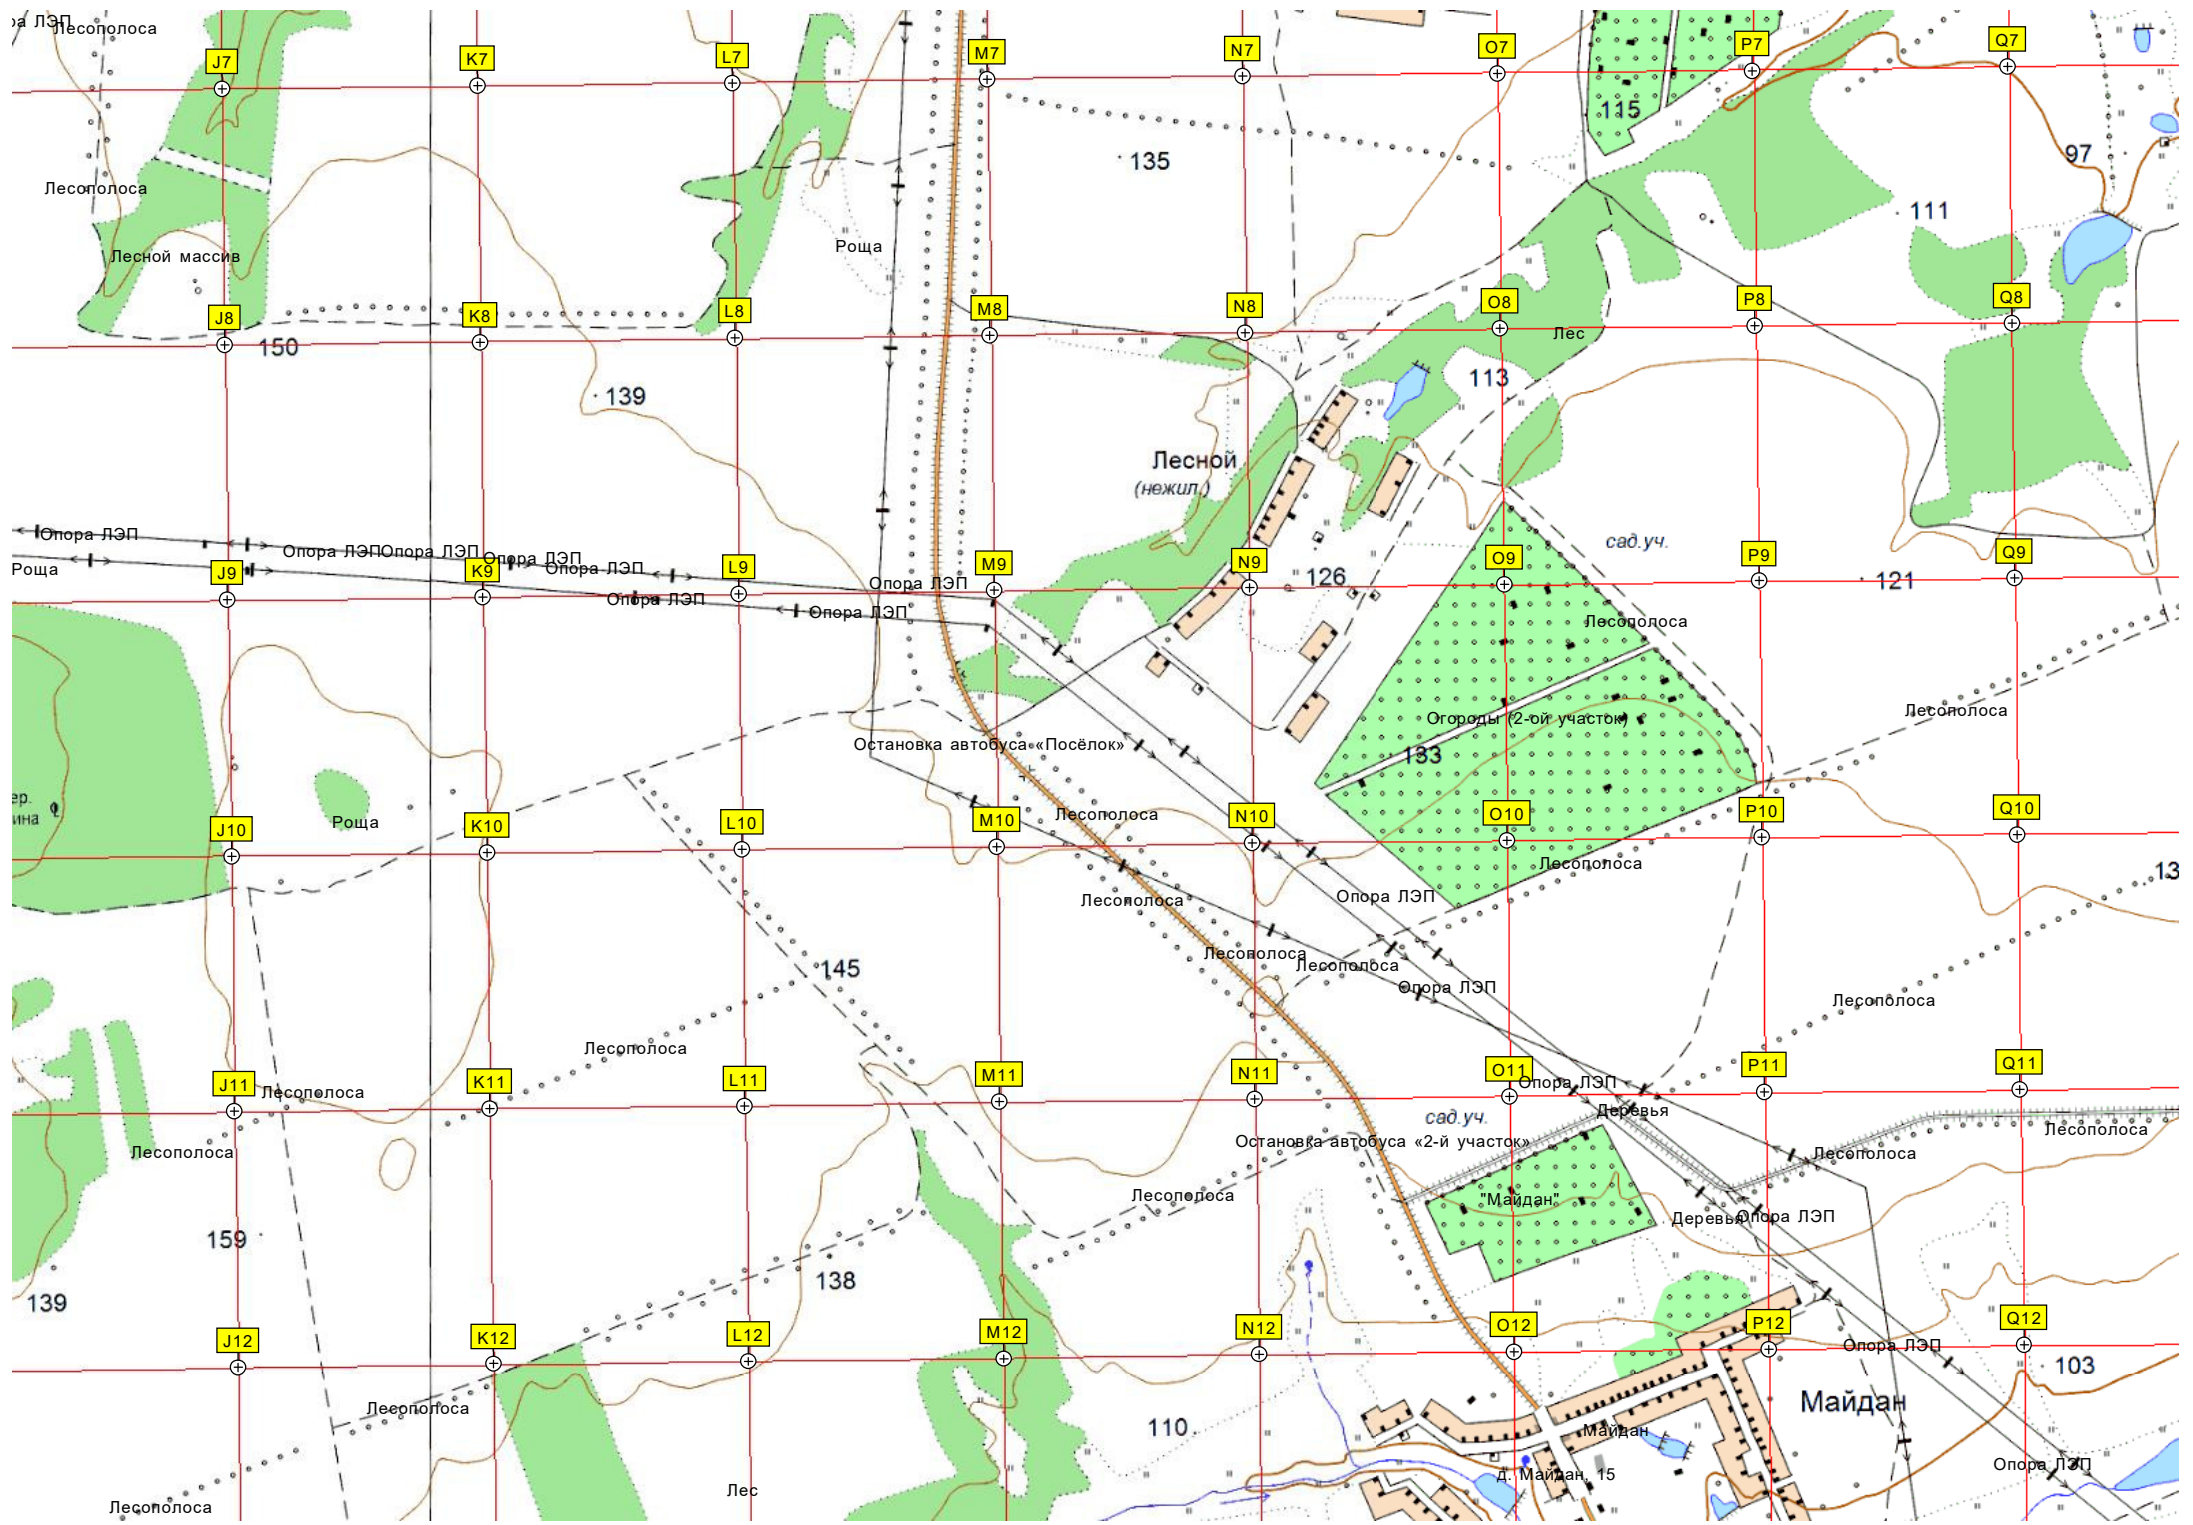 ра ЛЭП
Лесополоса
J7
K7
L7
M7
N7
O7
P7
Q7
115
135
97
Лесополоса
111
Роща
Лесной массив
J8
K8
L8
M8
N8
O8
P8
Q8
Лес
150
139
113
Лесной
(нежил.)
Опора ЛЭП
Опора ЛЭП
Опора ЛЭП
Опора ЛЭП
Опора ЛЭП
Роща
J9
K9
L9
Опора ЛЭП
M9
N9
126
O9
сад.уч.
P9
121
Q9
Опора ЛЭП
Опора ЛЭП
Лесополоса
Лесополоса
Огороды (2-ой участок)
Остановка автобуса «Посёлок»
133
ер.
ина
Роща
J10
K10
L10
M10
Лесополоса
N10
O10
P10
Q10
Лесополоса
13
Лесополоса
Опора ЛЭП
Лесополоса
Лесополоса
145
Опора ЛЭП
Лесополоса
Лесополоса
J11
Лесополоса
K11
L11
M11
N11
O11
Опора ЛЭП
P11
Q11
Деревья
сад.уч.
Остановка автобуса «2-й участок»
Лесополоса
Лесополоса
Лесополоса
Лесополоса
"Майдан"
Деревья
Опора ЛЭП
159
138
139
J12
K12
L12
M12
N12
O12
P12
Опора ЛЭП
Q12
103
Лесополоса
110
Майдан
Майдан
д. Майдан, 15
Опора ЛЭП
Лес
Лесополоса